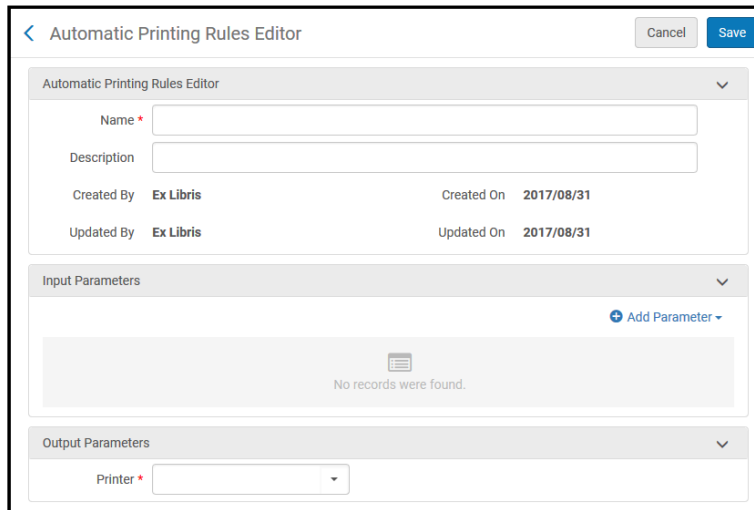 Automatic Printing Rules Editor
Cancel
Save
Automatic Printing Rules Editor
Name *
Description
Created By Ex Libris Created On 2017/08/31
Updated By Ex Libris Updated On 2017/08/31
Input Parameters
Add Parameter
No records were found.
Output Parameters
Printer *